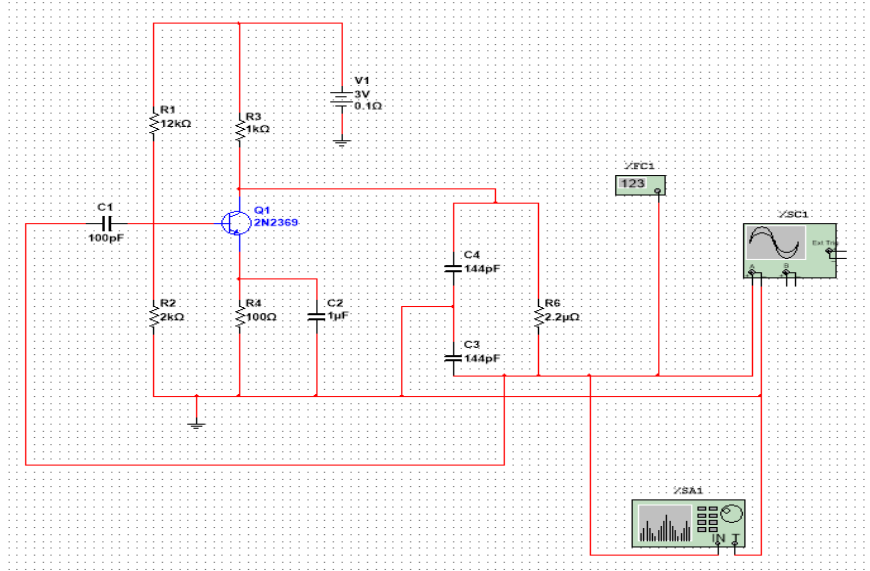 V1
3V
0.1Ω
R1
12kΩ
R3
1kΩ
XFC1
123
C1
100pF
Q1
2N2369
XSC1
Ext Trig
A
B
C4
144pF
R2
2kΩ
R4
100Ω
C2
1µF
R6
2.2µΩ
C3
144pF
XSA1
IN T